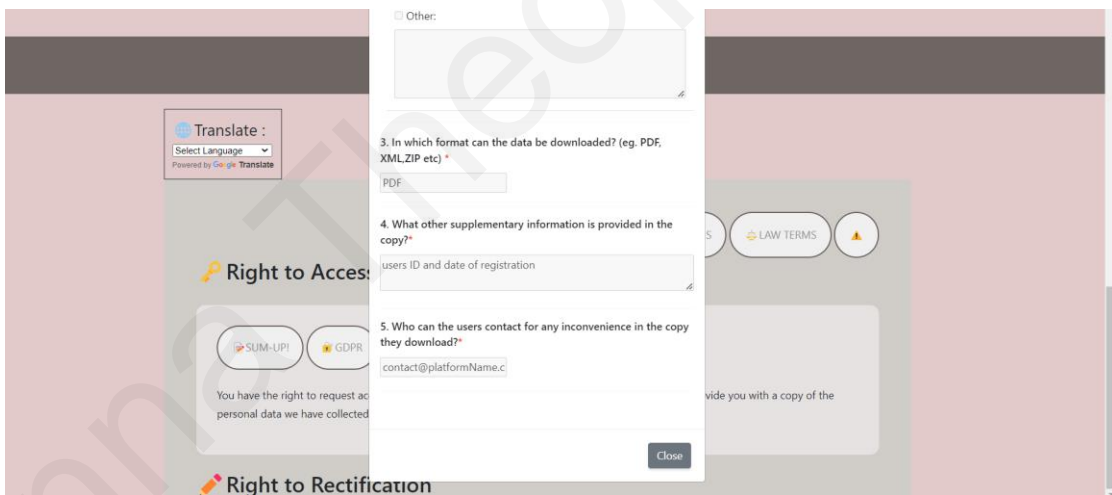 Other:
Translate :
Select Language
Powered by Google Translate
3. In which format can the data be downloaded? (eg. PDF,
XML,ZIP etc) *
PDF
4. What other supplementary information is provided in the
copy?*
users ID and date of registration
S
LAW TERMS
Right to Access
5. Who can the users contact for any inconvenience in the copy
they download?*
contact@platformName.c
SUM-UP!
GDPR
You have the right to request ac
vide you with a copy of the
personal data we have collected
Close
Right to Rectification